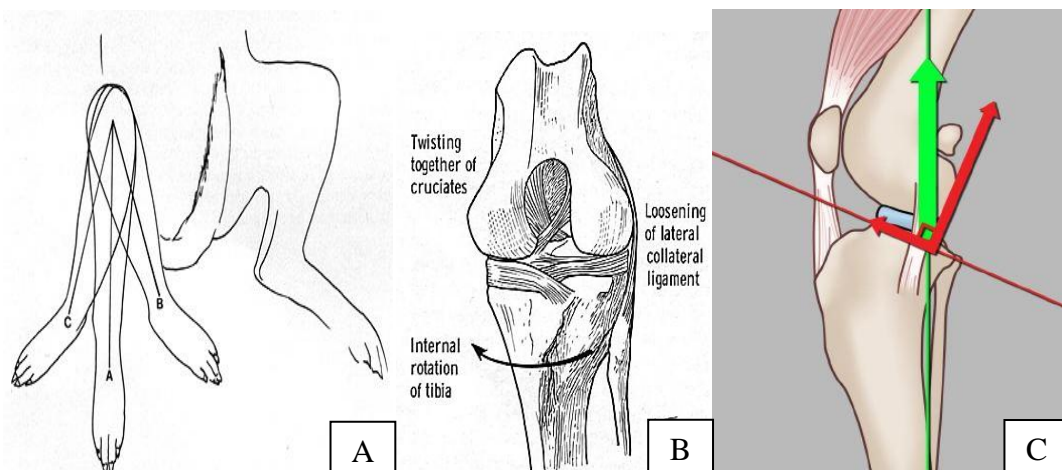 C
B
A
A
Twisting
together of
cruciates
Loosening
of lateral
collateral
ligament
Internal
rotation
of tibia
B
C